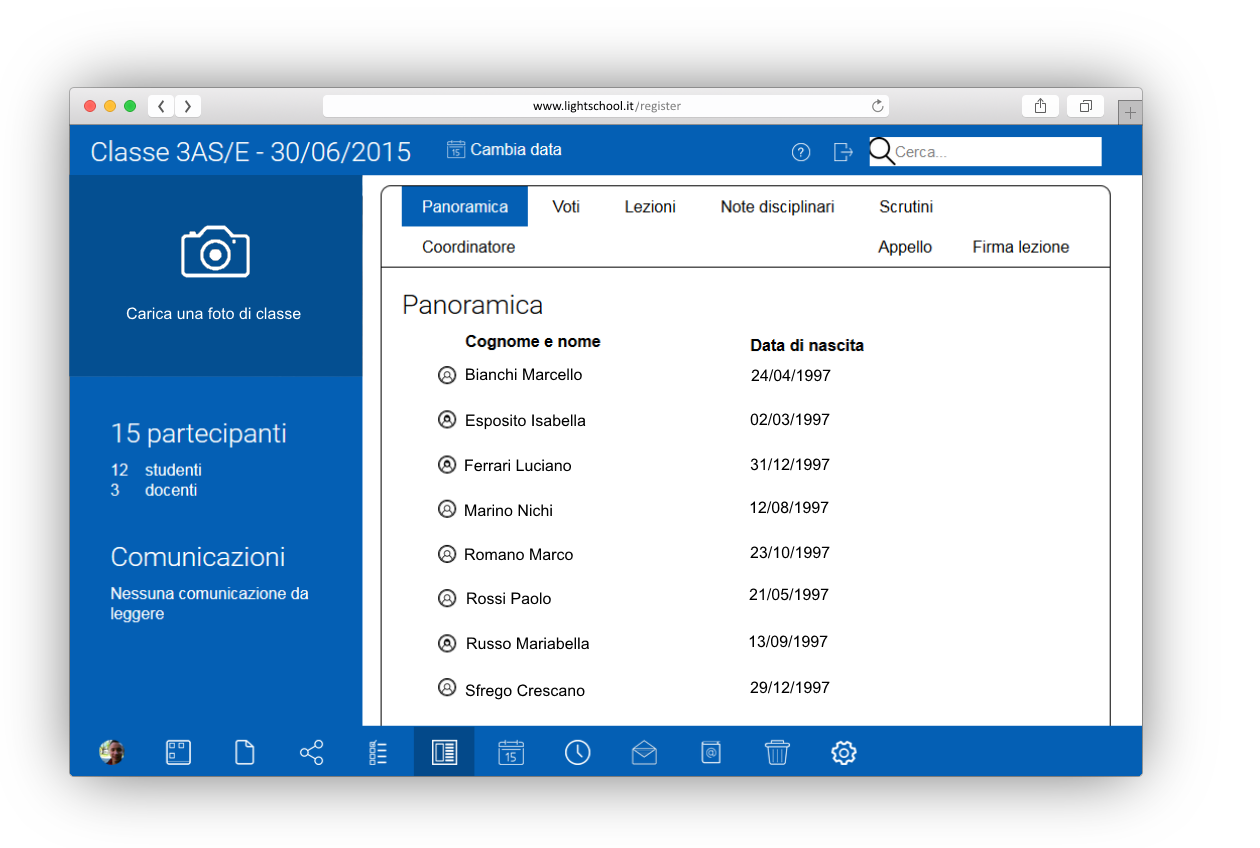 www.lightschool.it/register
Classe 3AS/E - 30/06/2015
15 Cambia data
?
Cerca...
Carica una foto di classe
15 partecipanti
12 studenti
3 docenti
Comunicazioni
Nessuna comunicazione da
leggere
Panoramica Voti Lezioni Note disciplinari Scrutini
Coordinatore Appello Firma lezione
Panoramica
Cognome e nome Data di nascita
Bianchi Marcello 24/04/1997
Esposito Isabella 02/03/1997
Ferrari Luciano 31/12/1997
Marino Nichi 12/08/1997
Romano Marco 23/10/1997
Rossi Paolo 21/05/1997
Russo Mariabella 13/09/1997
Sfrego Crescano 29/12/1997
15 @